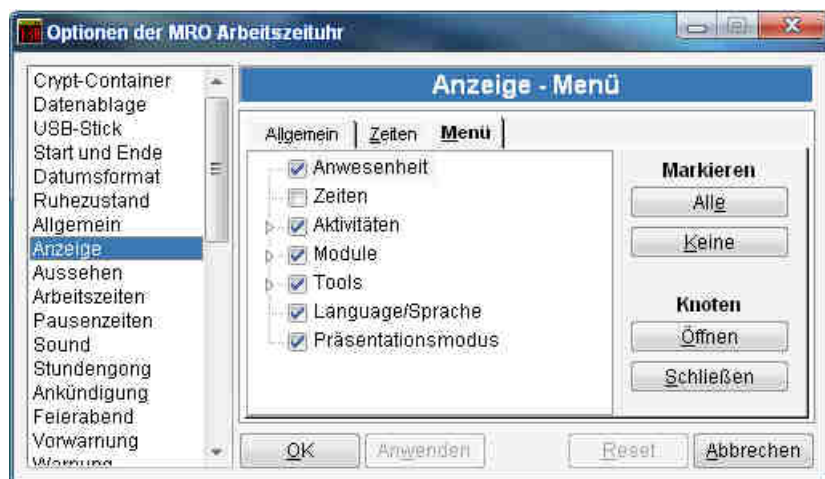 Optionen der MRO Arbeitszeituhr
Crypt-Container
Datenablage
USB-Stick
Start und Ende
Datumsformat
Ruhezustand
Allgemein
Anzeige
Aussehen
Arbeitszeiten
Pausenzeiten
Sound
Stundengong
Ankündigung
Feierabend
Vorwarnung
Warnung
Anzeige - Menü
Allgemein
Zeiten
Menü
Anwesenheit
Zeiten
Aktivitäten
Module
Tools
Language/Sprache
Präsentationsmodus
Markieren
Alle
Keine
Knoten
Öffnen
Schließen
OK
Anwenden
Reset
Abbrechen